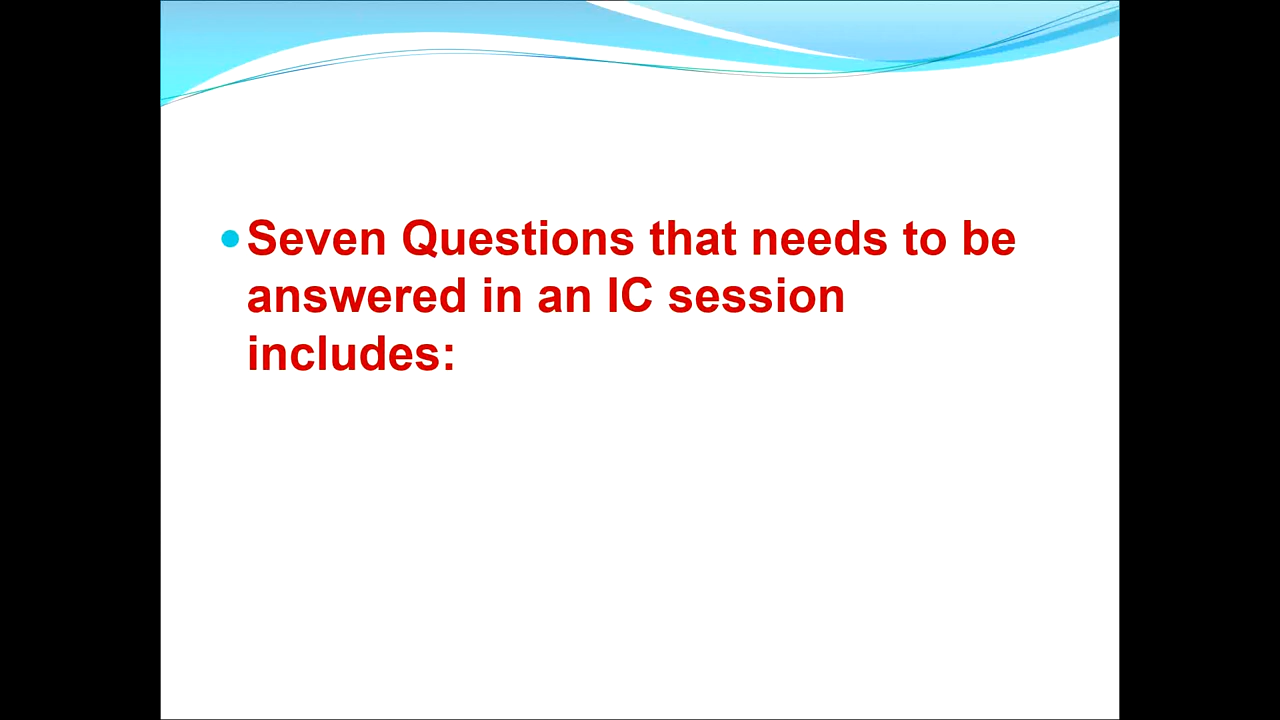 • Seven Questions that needs to be
answered in an IC session
includes: